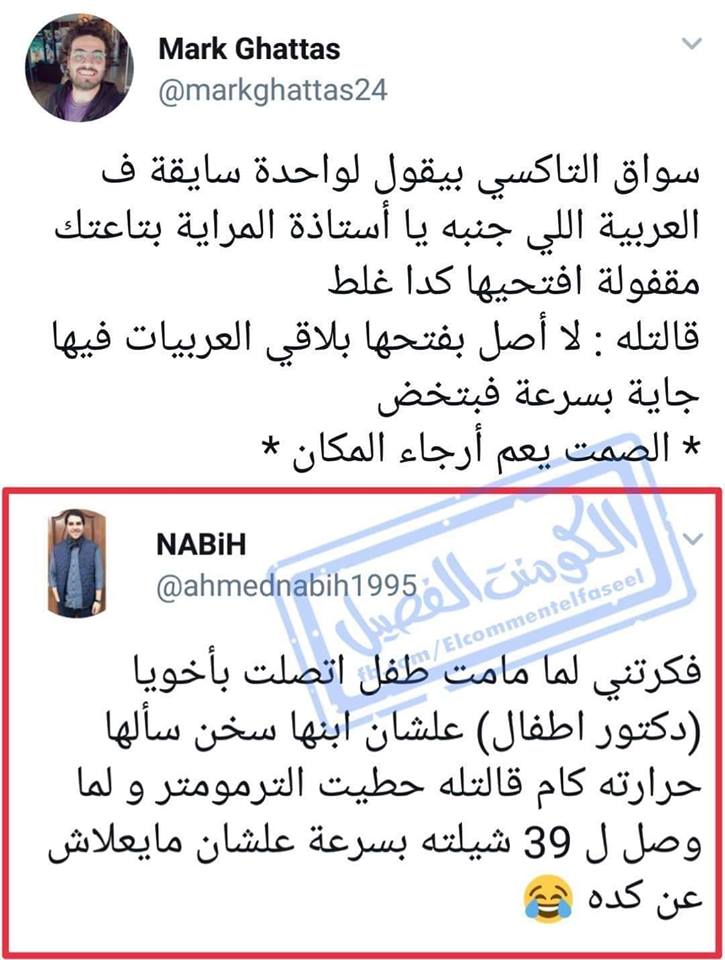 Mark Ghattas
@markghattas24
سواق التاكسي بيقول لواحدة سايقة ف
العربية اللي جنبه يا أستاذة المراية بتاعتك
مقفولة افتحيها كدا غلط
قالتله : لا أصل بفتحها بلاقي العربيات فيها
جاية بسرعة فبتخض
* الصمت يعم أرجاء المكان *
NABiH
@ahmednabih1995
الكومنت الفصيل
fb.com/Elcommentelfaseel
فكرتني لما مامت طفل اتصلت بأخويا
(دكتور اطفال) علشان ابنها سخن سألها
حرارته كام قالتله حطيت الترمومتر و لما
وصل ل 39 شيلته بسرعة علشان مايعلاش
عن كده 😂